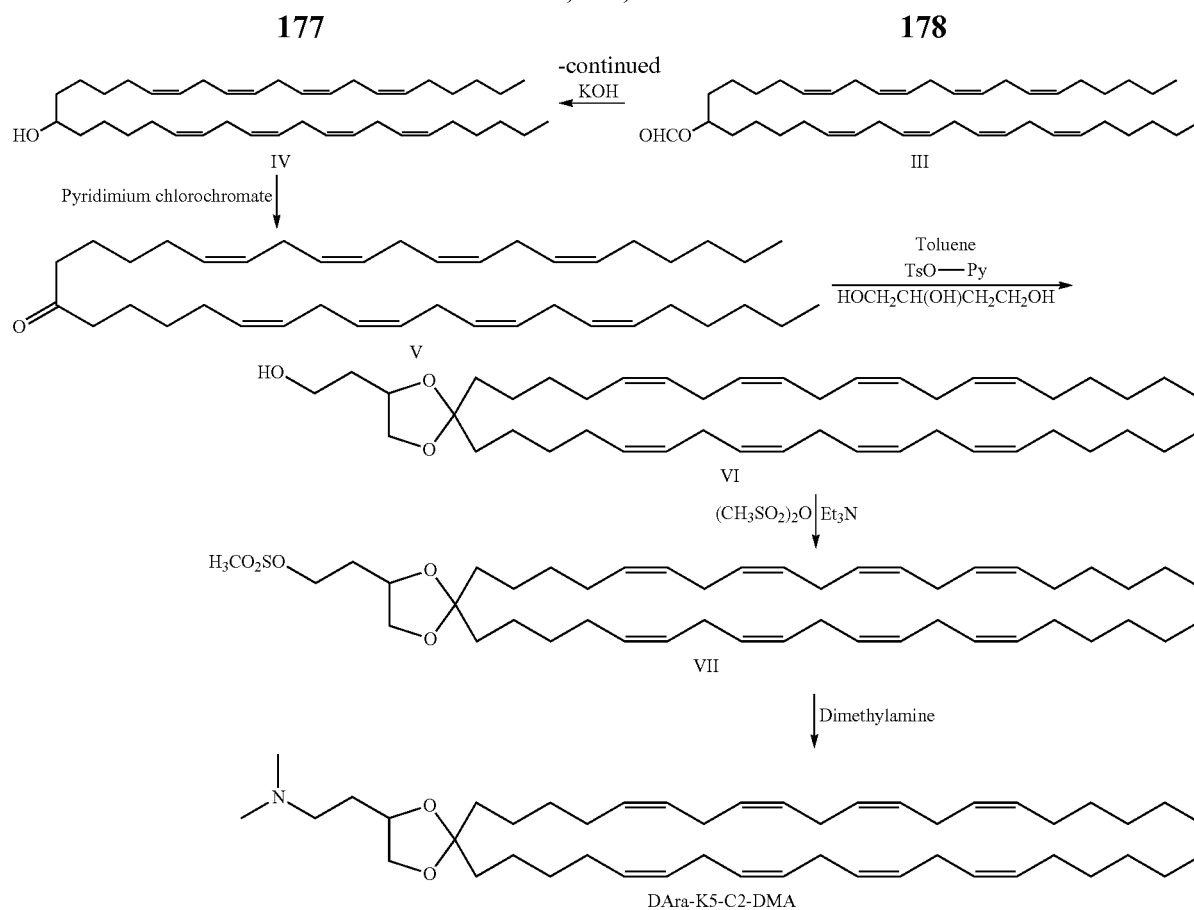 177
178
-continued
KOH
HO
IV
OHCO
III
Pyridimium chlorochromate
O
V
Toluene
TsO—Py
HOCH2CH(OH)CH2CH2OH
HO
O
O
VI
(CH3SO2)2O
Et3N
H3CO2SO
O
O
VII
Dimethylamine
N
O
O
DAra-K5-C2-DMA